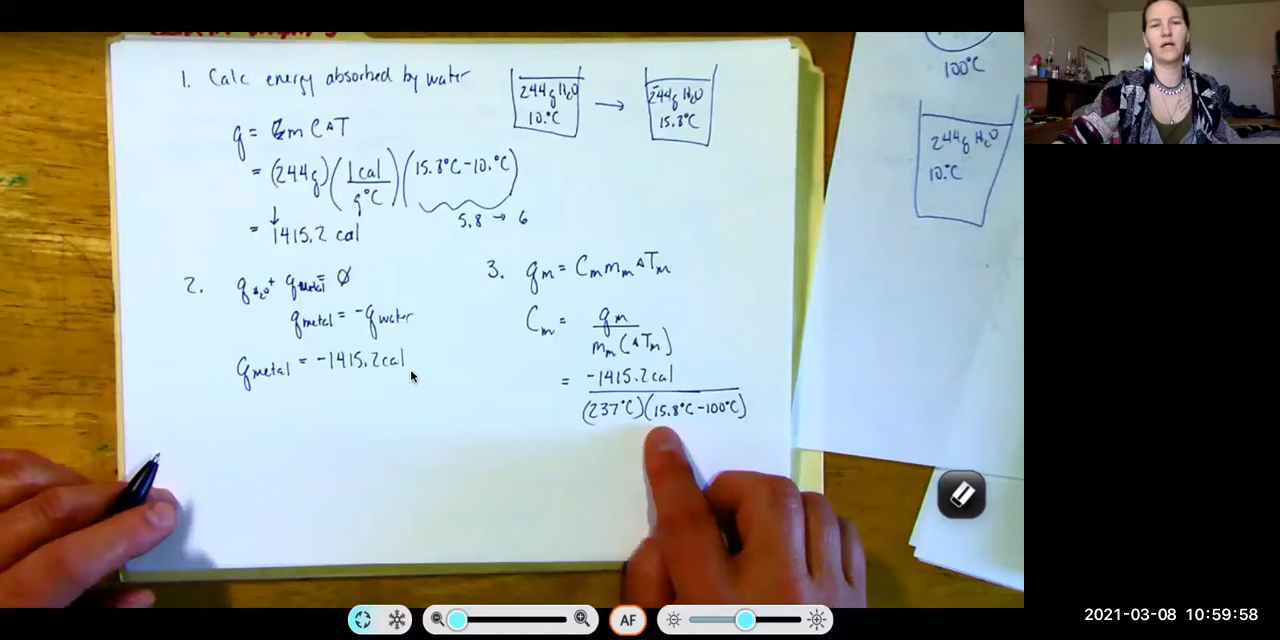 1. Calc energy absorbed by water
244g H₂O
10.°C
→
244g H₂O
15.8°C
q = m C ΔT
= (244g) (1cal / g°C) (15.8°C - 10.°C)
5.8 → 6
= 1415.2 cal
2. qH₂O + qmetal = ∅
qmetal = -qwater
qmetal = -1415.2cal
3. qm = Cm mm ΔTm
Cm = qm / mm (ΔTm)
= -1415.2cal / (237°C)(15.8°C - 100°C)
100°C
244g H₂O
10.°C
AF
2021-03-08 10:59:58